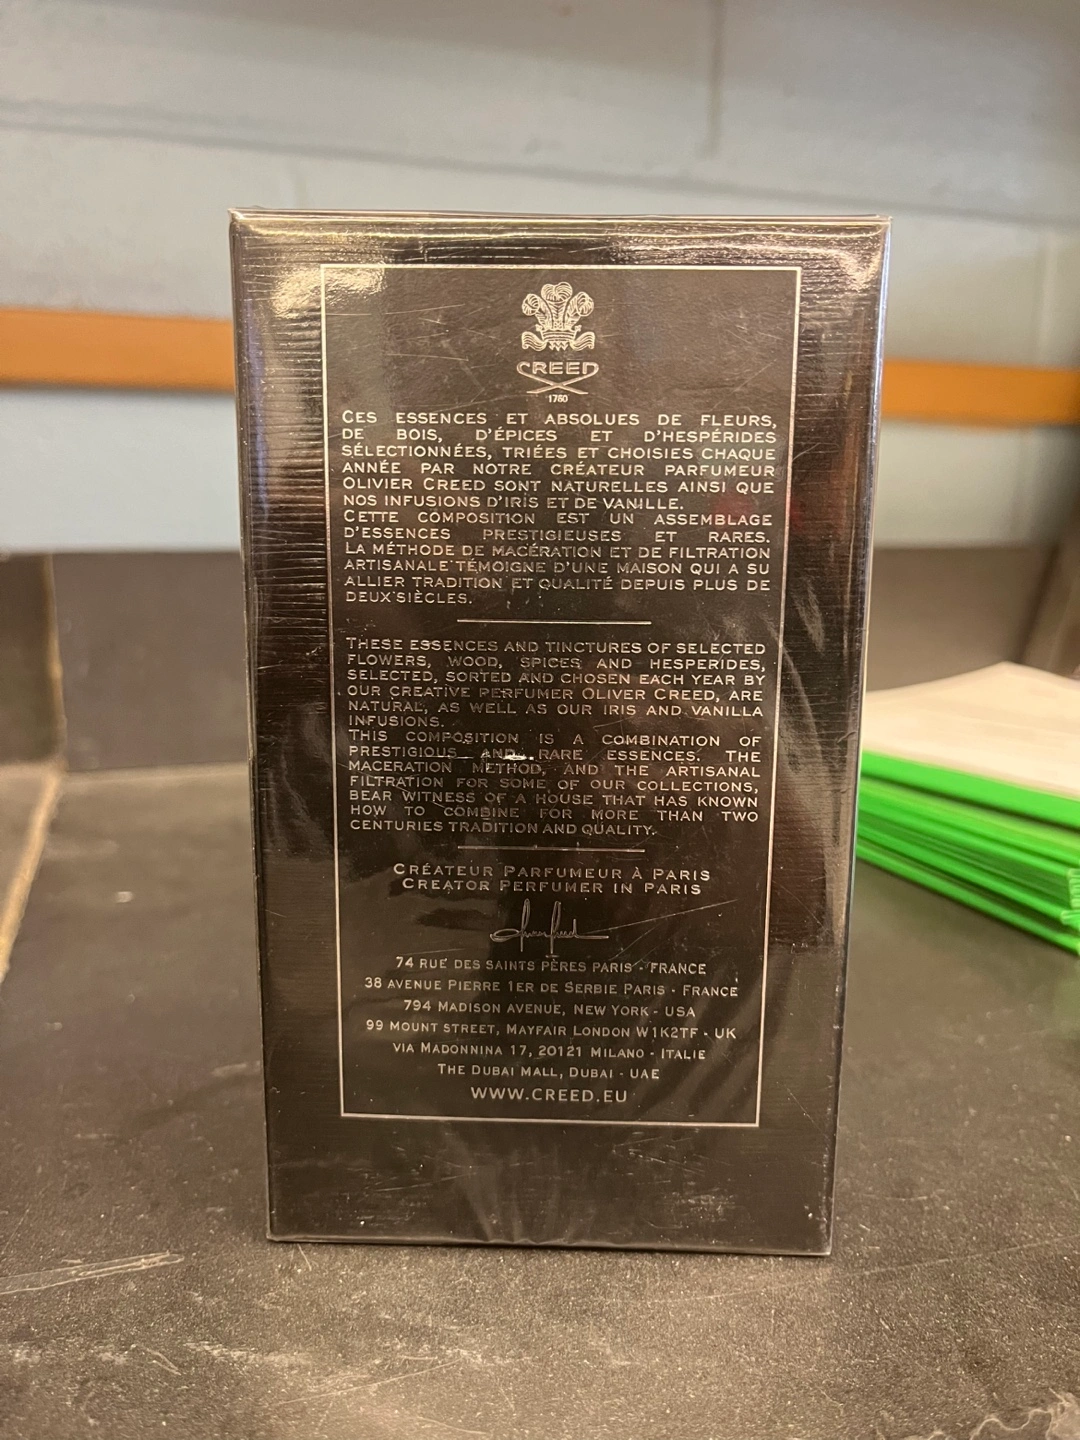 CREED
1760
CES ESSENCES ET ABSOLUES DE FLEURS,
DE BOIS, D'ÉPICES ET D'HESPÉRIDES
SÉLECTIONNÉES, TRIÉES ET CHOISIES CHAQUE
ANNÉE PAR NOTRE CRÉATEUR PARFUMEUR
OLIVIER CREED SONT NATURELLES AINSI QUE
NOS INFUSIONS D'IRIS ET DE VANILLE.
CETTE COMPOSITION EST UN ASSEMBLAGE
D'ESSENCES PRESTIGIEUSES ET RARES.
LA MÉTHODE DE MACÉRATION ET DE FILTRATION
ARTISANALE TÉMOIGNE D'UNE MAISON QUI A SU
ALLIER TRADITION ET QUALITÉ DEPUIS PLUS DE
DEUX SIÈCLES.
THESE ESSENCES AND TINCTURES OF SELECTED
FLOWERS, WOOD, SPICES AND HESPERIDES,
SELECTED, SORTED AND CHOSEN EACH YEAR BY
OUR CREATIVE PERFUMER OLIVER CREED, ARE
NATURAL, AS WELL AS OUR IRIS AND VANILLA
INFUSIONS.
THIS COMPOSITION IS A COMBINATION OF
PRESTIGIOUS AND RARE ESSENCES. THE
MACERATION METHOD, AND THE ARTISANAL
FILTRATION FOR SOME OF OUR COLLECTIONS,
BEAR WITNESS OF A HOUSE THAT HAS KNOWN
HOW TO COMBINE FOR MORE THAN TWO
CENTURIES TRADITION AND QUALITY.
CRÉATEUR PARFUMEUR À PARIS
CREATOR PERFUMER IN PARIS
74 RUE DES SAINTS PÈRES PARIS - FRANCE
38 AVENUE PIERRE 1ER DE SERBIE PARIS - FRANCE
794 MADISON AVENUE, NEW YORK - USA
99 MOUNT STREET, MAYFAIR LONDON W1K2TF - UK
VIA MADONNINA 17, 20121 MILANO - ITALIE
THE DUBAI MALL, DUBAI - UAE
WWW.CREED.EU